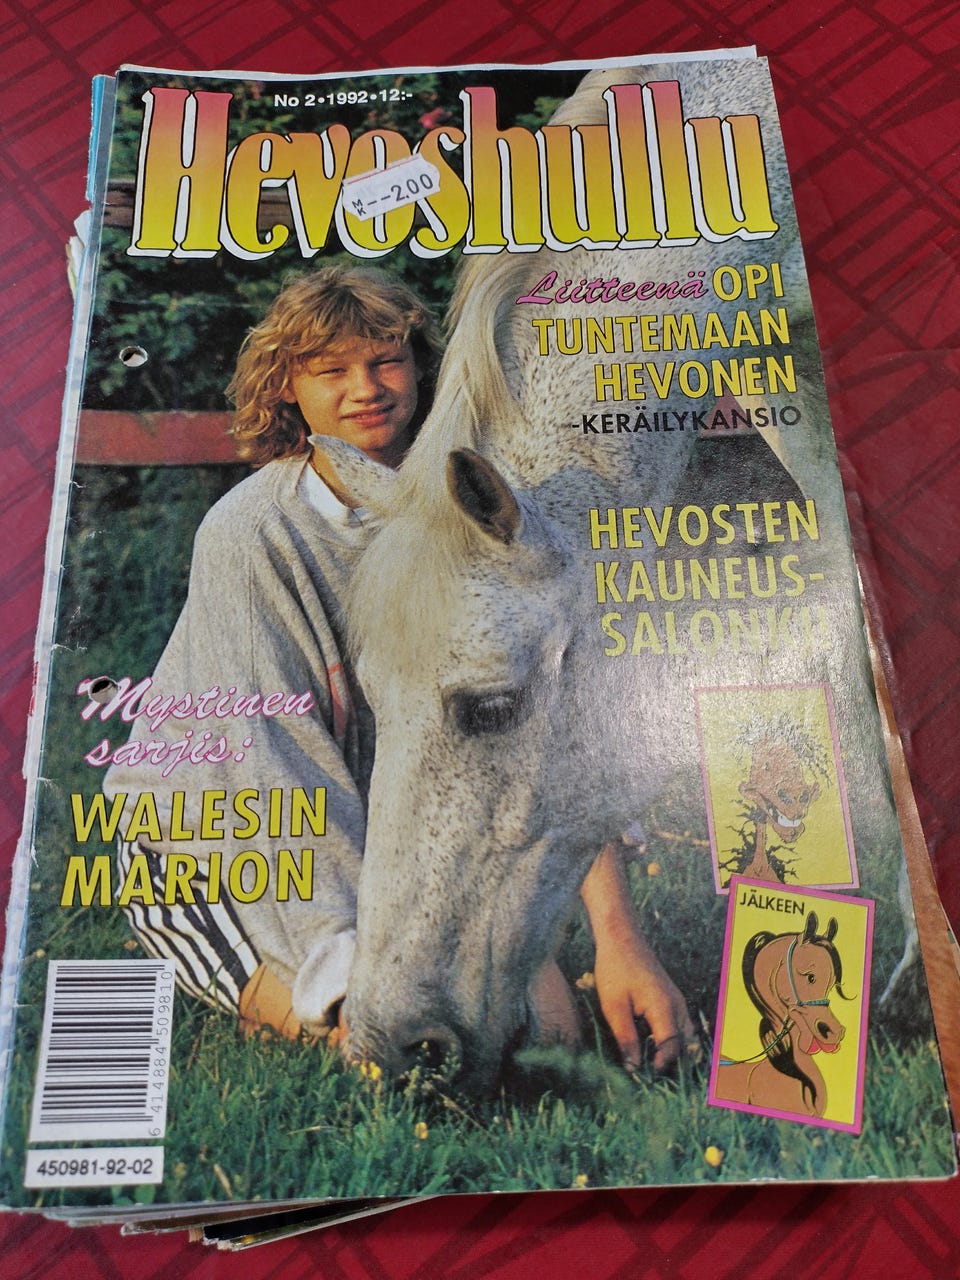 No 2•1992•12:-
Hevoshullu
MK --2.00
Liitteenä OPI
TUNTEMAAN
HEVONEN
-KERÄILYKANSIO
HEVOSTEN
KAUNEUS-
SALONKI!
Mystinen
sarjis:
WALESIN
MARION
JÄLKEEN
6 414884 509810
450981-92-02